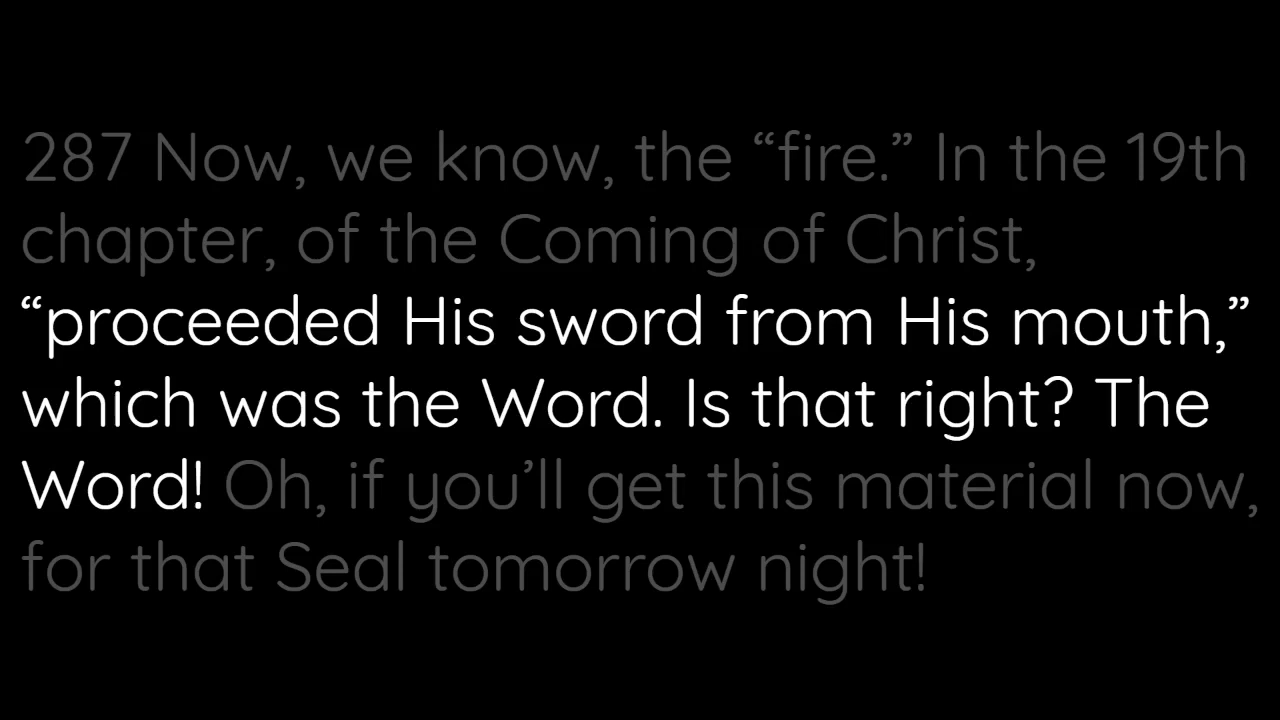 287 Now, we know, the “fire.” In the 19th
chapter, of the Coming of Christ,
“proceeded His sword from His mouth,”
which was the Word. Is that right? The
Word! Oh, if you’ll get this material now,
for that Seal tomorrow night!